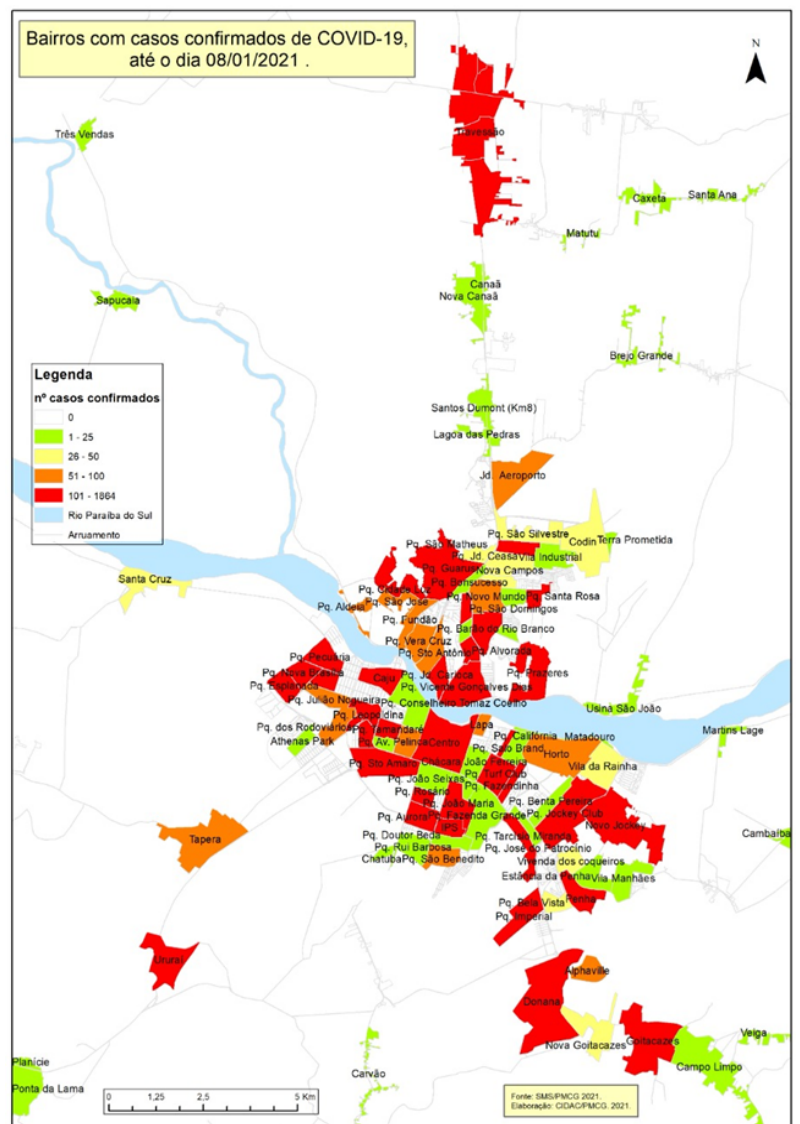 Bairros com casos confirmados de COVID-19,
até o dia 08/01/2021 .
N
Travessão
Três Vendas
Caxeta
Santa Ana
Matutu
Canaã
Nova Canaã
Sapucaia
Brejo Grande
Legenda
nº casos confirmados
0
1 - 25
26 - 50
51 - 100
101 - 1864
Rio Paraíba do Sul
Arruamento
Santos Dumont (Km8)
Lagoa das Pedras
Jd. Aeroporto
Pq. São Silvestre
Codin
Terra Prometida
Pq. São Matheus
Pq. Jd. Ceasa
Vila Industrial
Pq. Guarus
Nova Campos
Santa Cruz
Pq. Bonsucesso
Pq. Cidade Luz
Pq. Novo Mundo
Pq. Santa Rosa
Pq. Aldeia
Pq. São José
Pq. São Domingos
Pq. Fundão
Pq. Barão do Rio Branco
Pq. Vera Cruz
Pq. Sto Antônio
Pq. Alvorada
Pq. Pecuária
Pq. Nova Brasília
Pq. Jd. Carioca
Pq. Prazeres
Caju
Pq. Esplanada
Pq. Vicente Gonçalves Dias
Pq. Julião Nogueira
Pq. Conselheiro Tomaz Coelho
Usina São João
Pq. Leopoldina
Lapa
Pq. dos Rodoviários
Pq. Tamandaré
Pq. Califórnia
Matadouro
Martins Lage
Athenas Park
Pq. Av. Pelinca
Centro
Pq. Salo Brand
Horto
Pq. Sto Amaro
Chácara João Ferreira
Vila da Rainha
Pq. João Seixas
Pq. Turf Club
Pq. Rosário
Pq. Fazendinha
Pq. João Maria
Pq. Benta Pereira
Pq. Aurora
Pq. Fazenda Grande
Pq. Jockey Club
IPS
Novo Jockey
Pq. Doutor Beda
Pq. Tarcísio Miranda
Cambaíba
Tapera
Pq. Rui Barbosa
Pq. José do Patrocínio
Chatuba
Pq. São Benedito
Vivenda dos coqueiros
Estância da Penha
Vila Manhães
Pq. Bela Vista
Penha
Pq. Imperial
Ururaí
Alphaville
Donana
Nova Goitacazes
Goitacazes
Veiga
Campo Limpo
Planície
Carvão
Ponta da Lama
0 1,25 2,5 5 Km
Fonte: SMS/PMCG 2021.
Elaboração: CIDAC/PMCG. 2021.